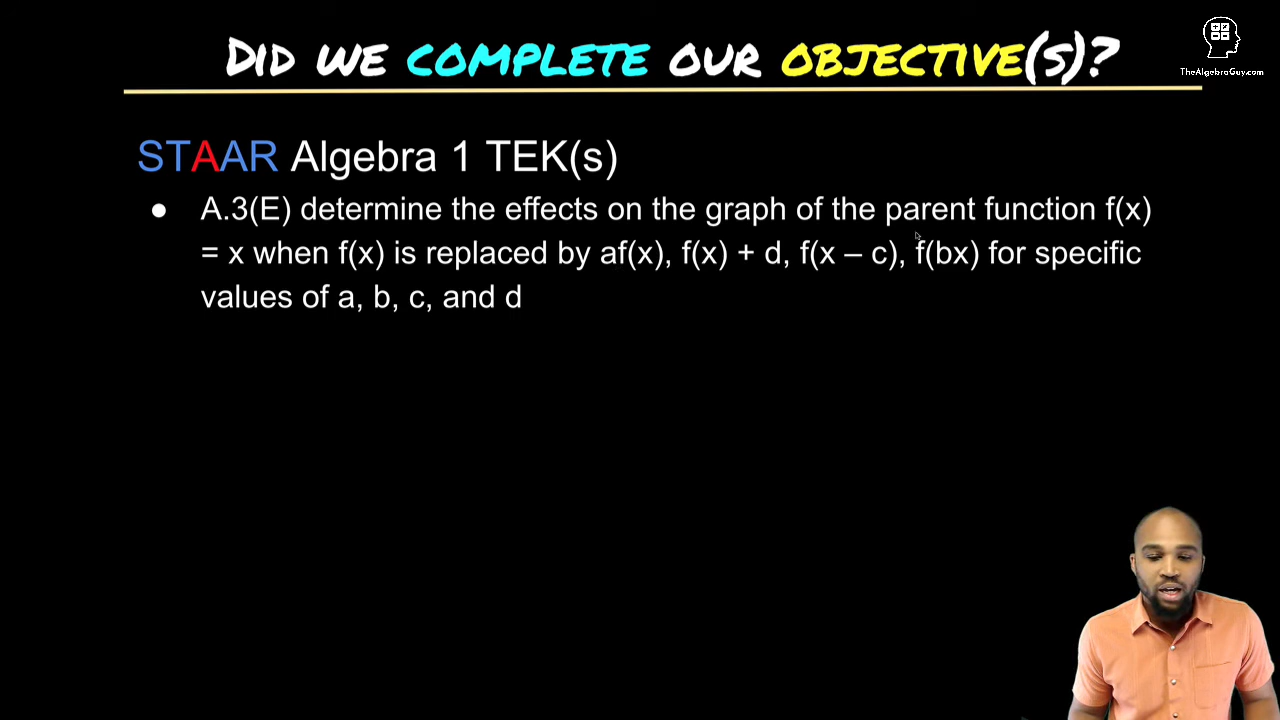 DID WE COMPLETE OUR OBJECTIVE(S)?
TheAlgebraGuy.com
STAAR Algebra 1 TEK(s)
● A.3(E) determine the effects on the graph of the parent function f(x)
= x when f(x) is replaced by af(x), f(x) + d, f(x – c), f(bx) for specific
values of a, b, c, and d